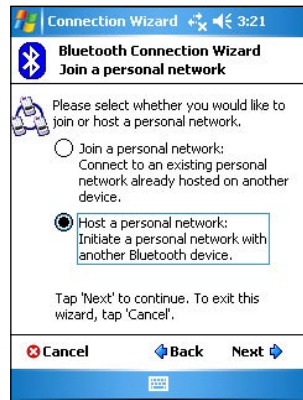 Connection Wizard 3:21
Bluetooth Connection Wizard
Join a personal network
Please select whether you would like to
join or host a personal network.
Join a personal network:
Connect to an existing personal
network already hosted on another
device.
Host a personal network:
Initiate a personal network with
another Bluetooth device.
Tap 'Next' to continue. To exit this
wizard, tap 'Cancel'.
Cancel Back Next